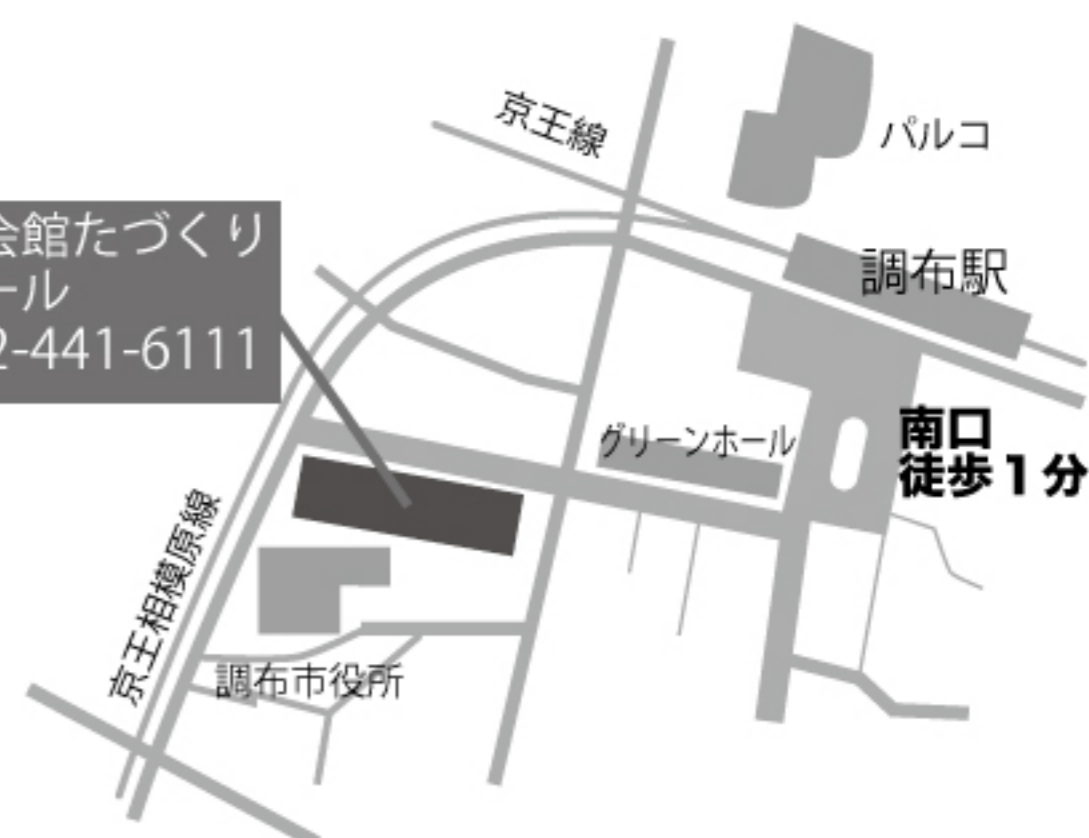 京王線
パルコ
会館たづくり
ール
2-441-6111
調布駅
南口
徒歩1分
グリーンホール
京王相模原線
調布市役所